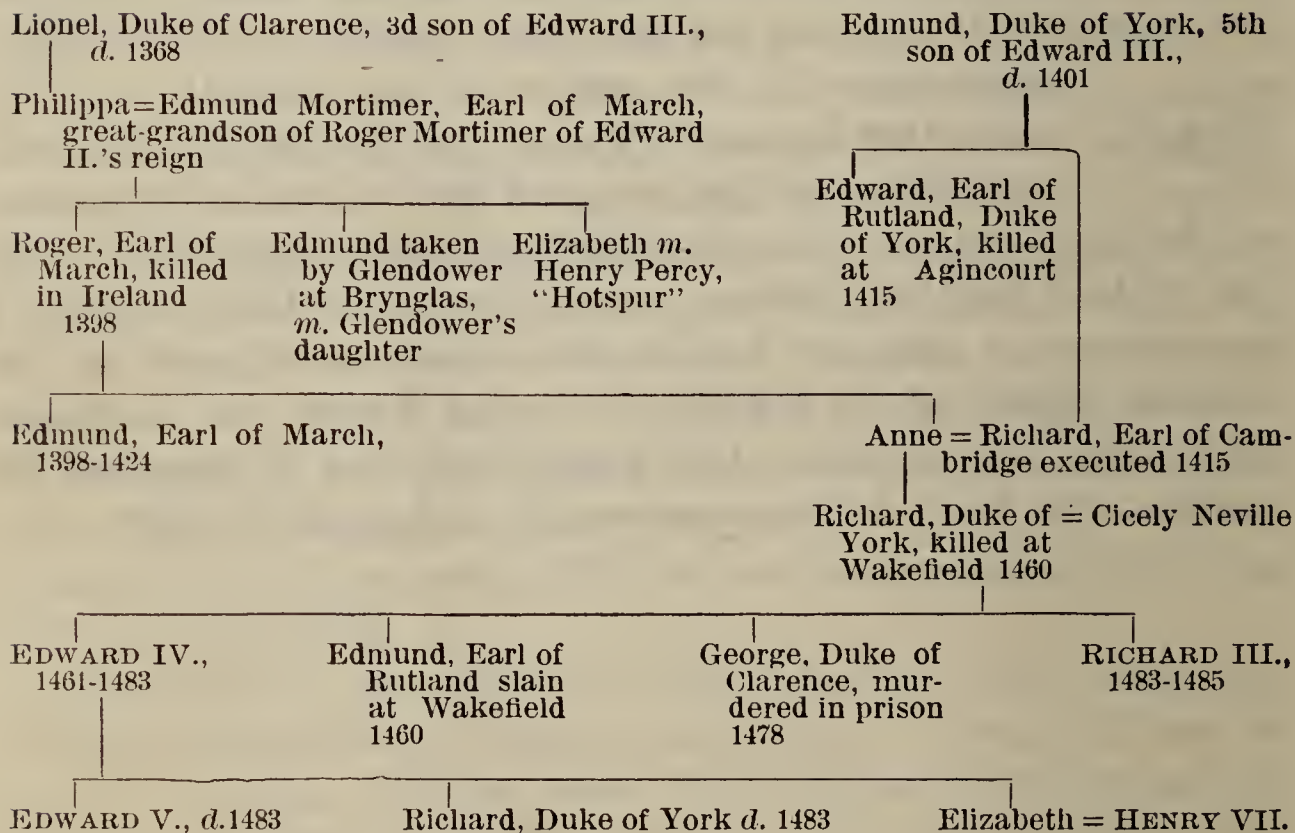 Lionel, Duke of Clarence, 3d son of Edward III.,
d. 1368
Edmund, Duke of York, 5th
son of Edward III.,
d. 1401
Philippa=Edmund Mortimer, Earl of March,
great-grandson of Roger Mortimer of Edward
II.'s reign
Edward, Earl of
Rutland, Duke
of York, killed
at Agincourt
1415
Roger, Earl of
March, killed
in Ireland
1398
Edmund taken
by Glendower
at Brynglas,
m. Glendower's
daughter
Elizabeth m.
Henry Percy,
"Hotspur"
Edmund, Earl of March,
1398-1424
Anne = Richard, Earl of Cam-
bridge executed 1415
Richard, Duke of = Cicely Neville
York, killed at
Wakefield 1460
EDWARD IV.,
1461-1483
Edmund, Earl of
Rutland slain
at Wakefield
1460
George, Duke of
Clarence, mur-
dered in prison
1478
RICHARD III.,
1483-1485
EDWARD V., d.1483
Richard, Duke of York d. 1483
Elizabeth = HENRY VII.